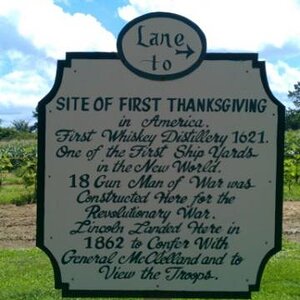 Lane →
to
SITE OF FIRST THANKSGIVING
in America.
First Whiskey Distillery 1621.
One of the First Ship Yards
in the New World.
18 Gun Man of War was
Constructed Here for the
Revolutionary War.
Lincoln Landed Here in
1862 to Confer With
General McClelland and to
View the Troops.